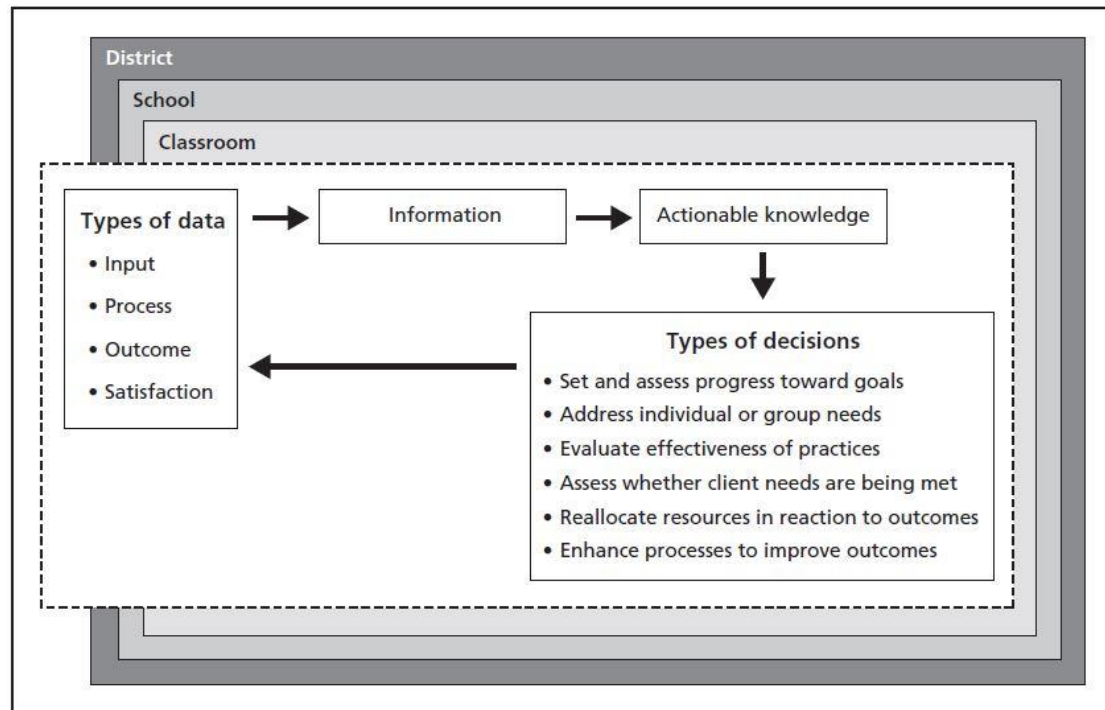 District
School
Classroom
Types of data
• Input
• Process
• Outcome
• Satisfaction
Information
Actionable knowledge
Types of decisions
• Set and assess progress toward goals
• Address individual or group needs
• Evaluate effectiveness of practices
• Assess whether client needs are being met
• Reallocate resources in reaction to outcomes
• Enhance processes to improve outcomes